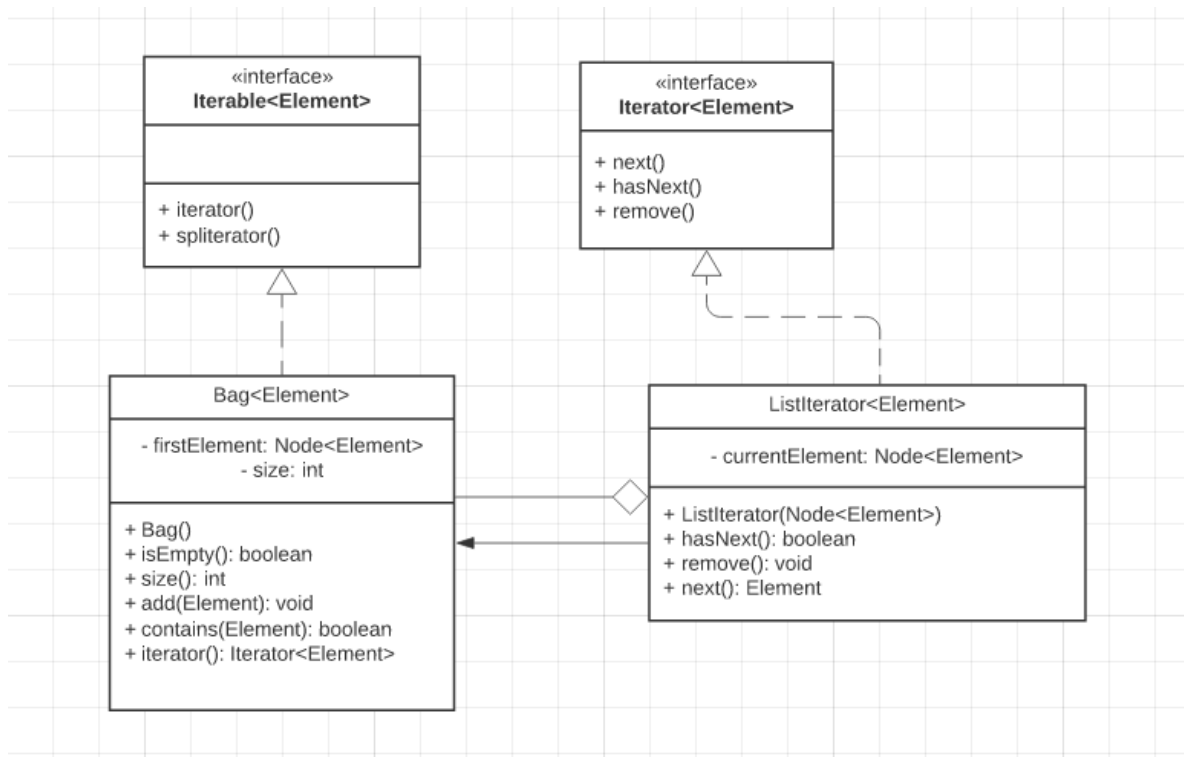 «interface»
Iterable<Element>
+ iterator()
+ spliterator()
«interface»
Iterator<Element>
+ next()
+ hasNext()
+ remove()
Bag<Element>
- firstElement: Node<Element>
- size: int
+ Bag()
+ isEmpty(): boolean
+ size(): int
+ add(Element): void
+ contains(Element): boolean
+ iterator(): Iterator<Element>
ListIterator<Element>
- currentElement: Node<Element>
+ ListIterator(Node<Element>)
+ hasNext(): boolean
+ remove(): void
+ next(): Element